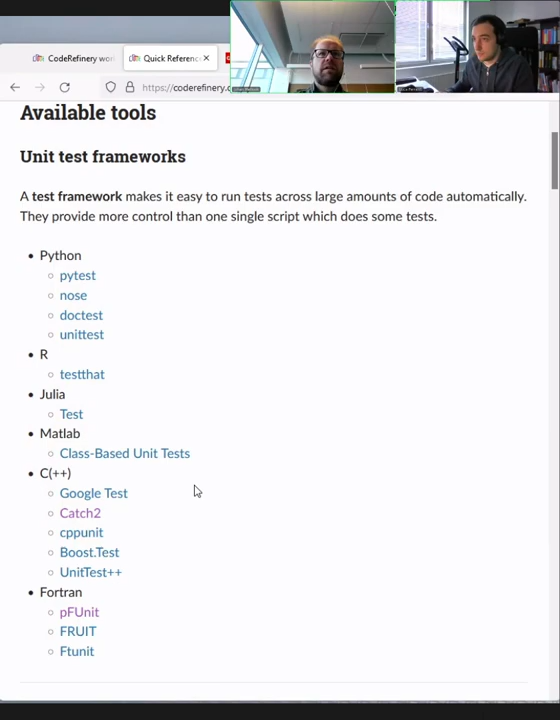 CodeRefinery wor
Quick Referenc
https://coderefinery.c
Available tools
Unit test frameworks
A test framework makes it easy to run tests across large amounts of code automatically.
They provide more control than one single script which does some tests.
Python
pytest
nose
doctest
unittest
R
testthat
Julia
Test
Matlab
Class-Based Unit Tests
C(++)
Google Test
Catch2
cppunit
Boost.Test
UnitTest++
Fortran
pFUnit
FRUIT
Ftunit